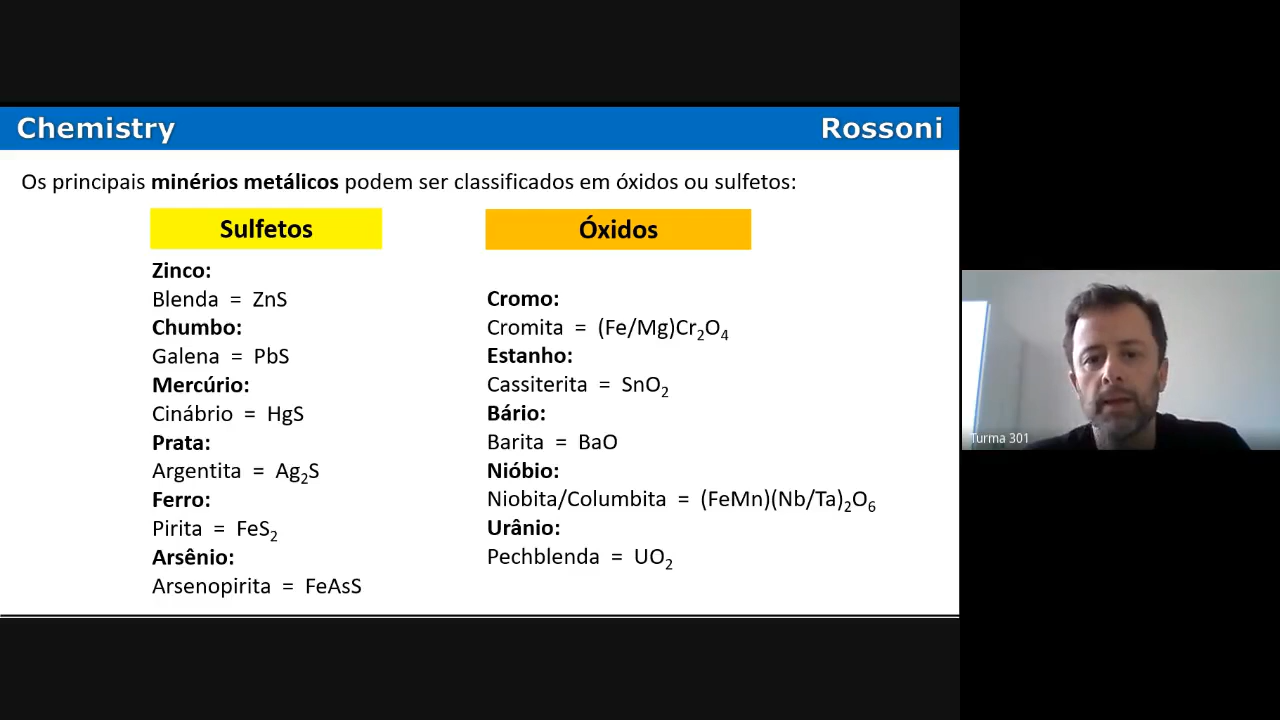 Chemistry
Rossoni
Os principais minérios metálicos podem ser classificados em óxidos ou sulfetos:
Sulfetos
Zinco:
Blenda = ZnS
Chumbo:
Galena = PbS
Mercúrio:
Cinábrio = HgS
Prata:
Argentita = Ag₂S
Ferro:
Pirita = FeS₂
Arsênio:
Arsenopirita = FeAsS
Óxidos
Cromo:
Cromita = (Fe/Mg)Cr₂O₄
Estanho:
Cassiterita = SnO₂
Bário:
Barita = BaO
Nióbio:
Niobita/Columbita = (FeMn)(Nb/Ta)₂O₆
Urânio:
Pechblenda = UO₂
Turma 301